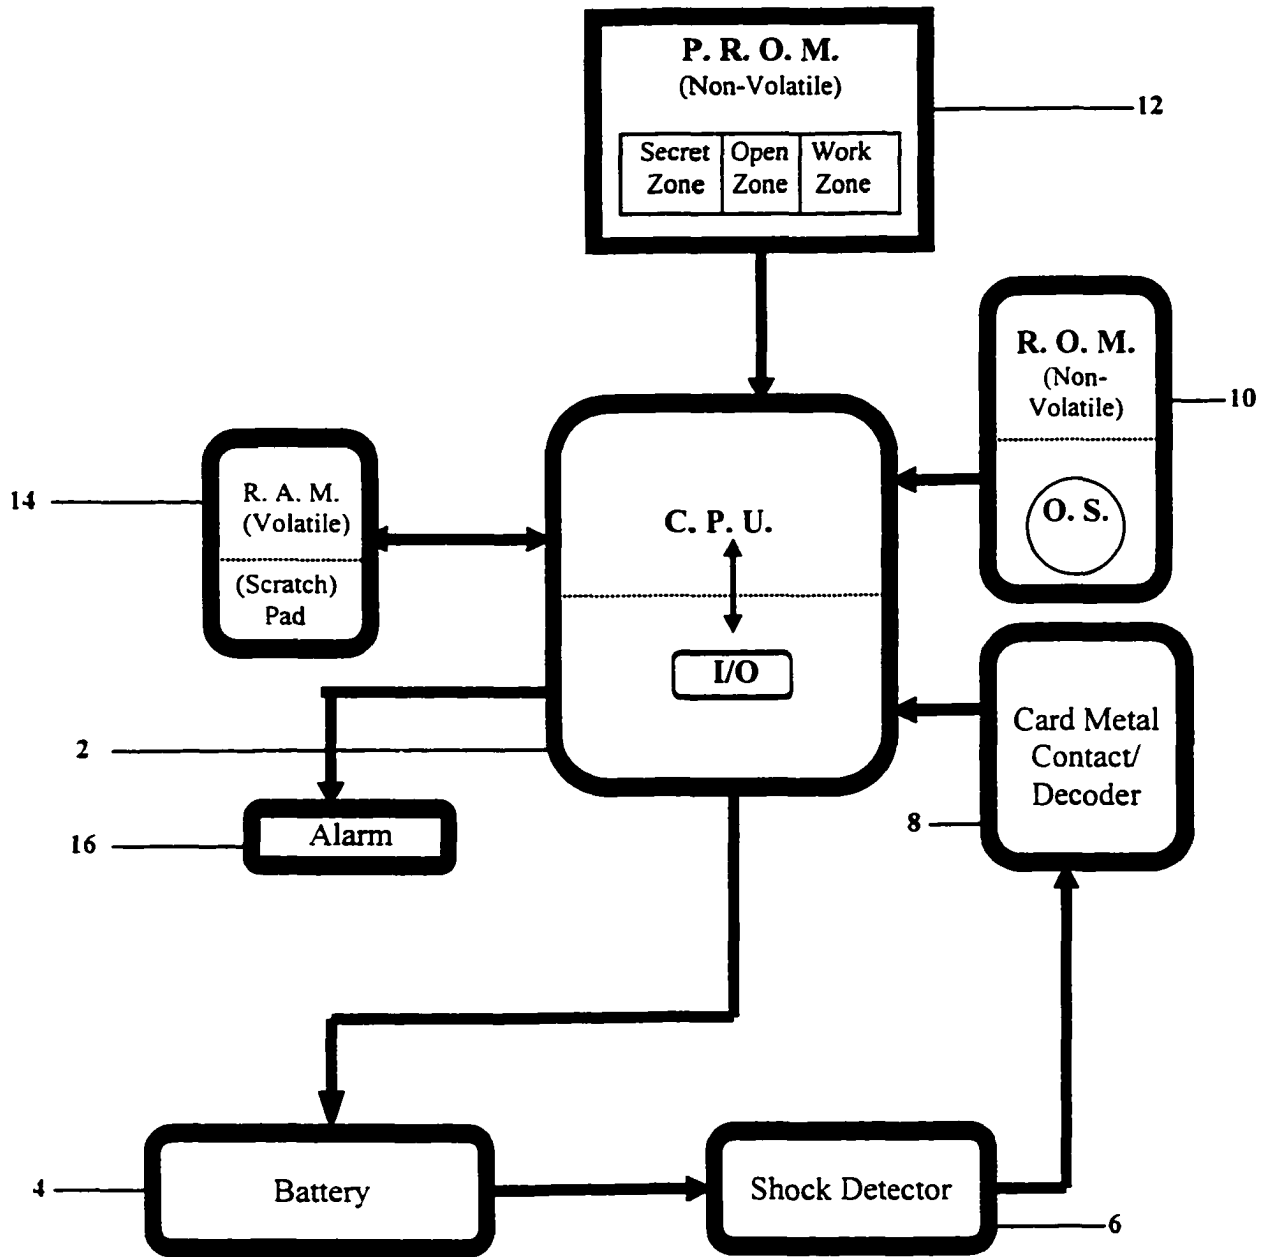 P. R. O. M.
(Non-Volatile)
12
Secret Zone
Open Zone
Work Zone
R. O. M.
(Non-
Volatile)
10
O. S.
14
R. A. M.
(Volatile)
(Scratch)
Pad
C. P. U.
I/O
2
Card Metal
Contact/
Decoder
8
16
Alarm
4
Battery
Shock Detector
6